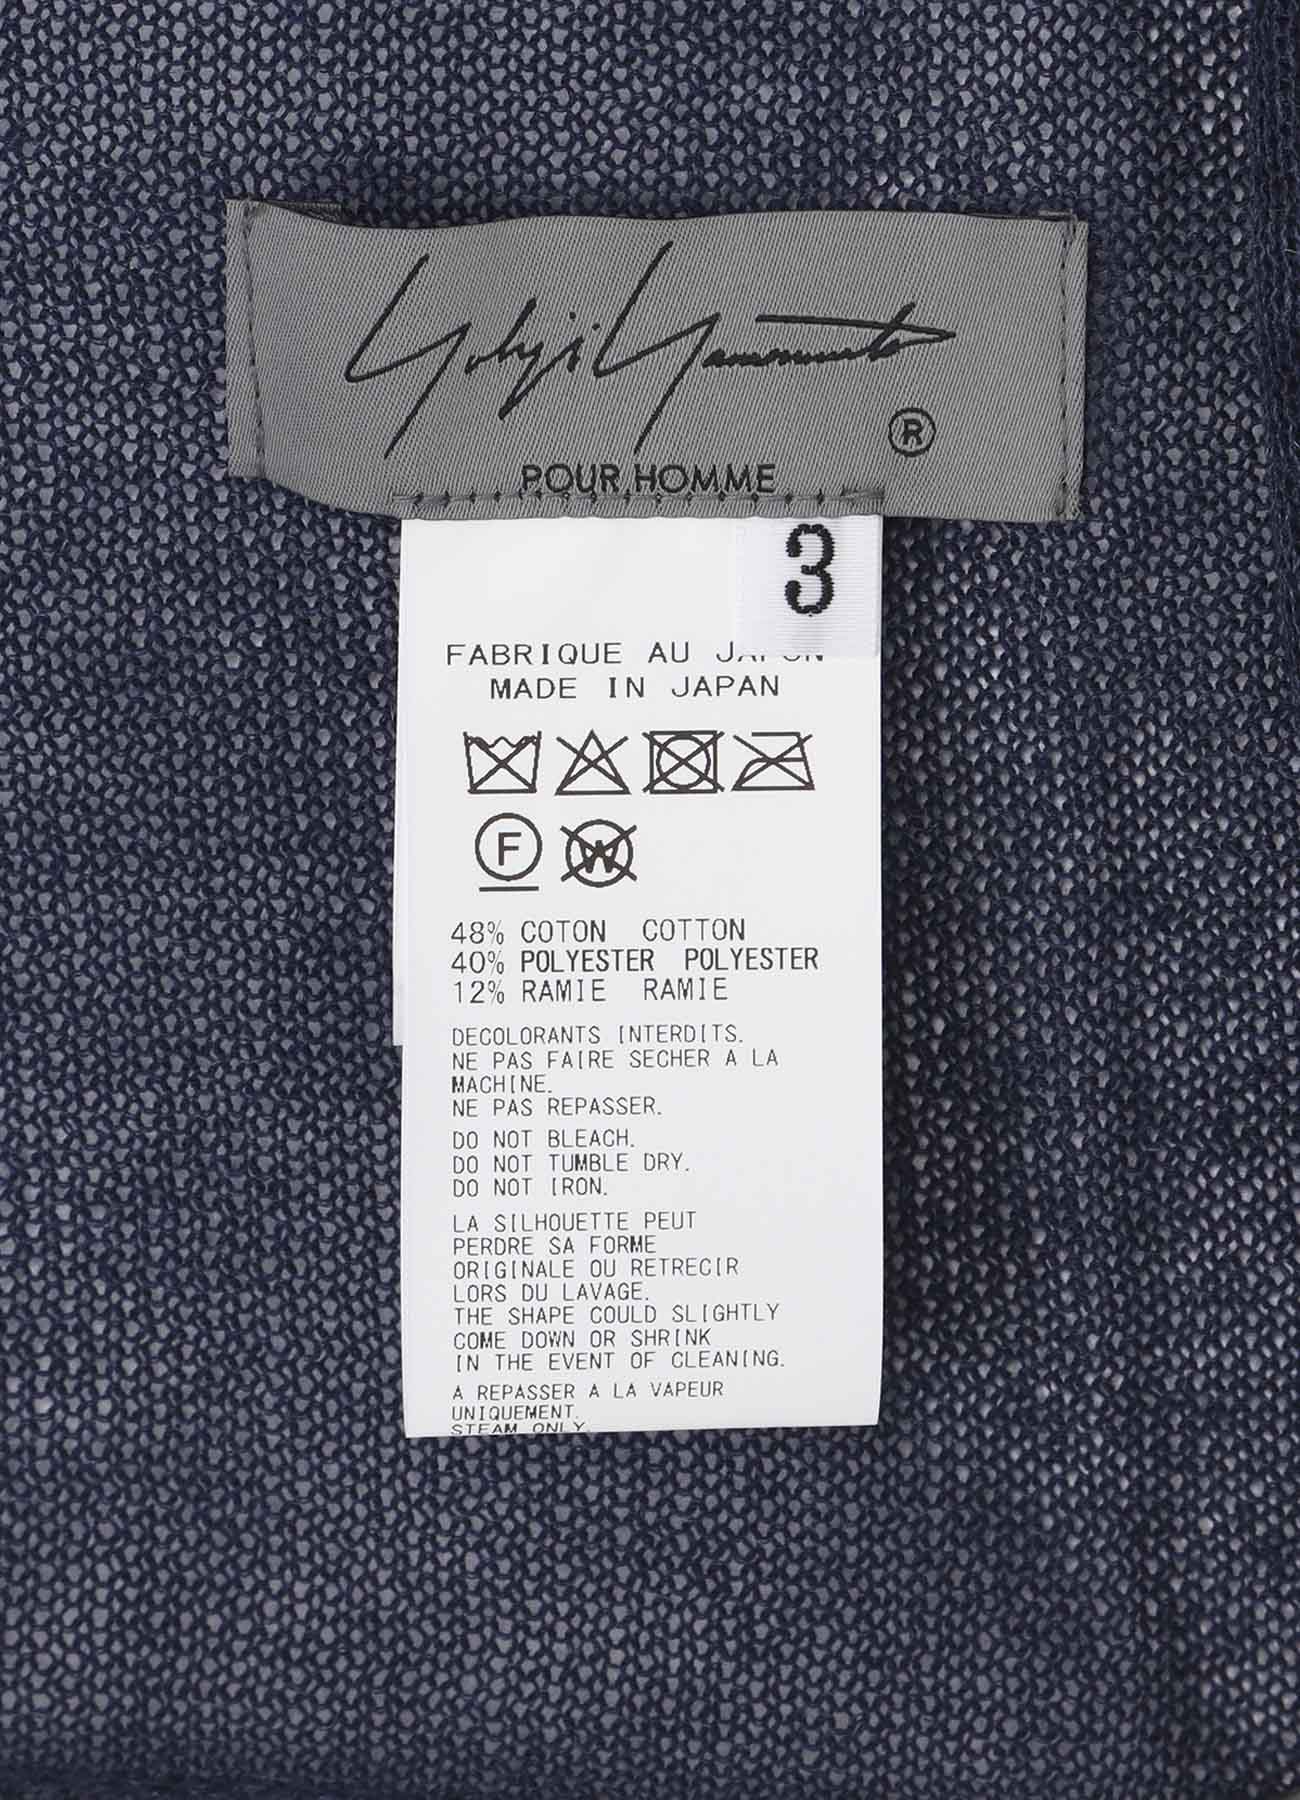 Yohji Yamamoto
®
POUR HOMME
3
FABRIQUE AU JAPON
MADE IN JAPAN
F
W
48% COTON COTTON
40% POLYESTER POLYESTER
12% RAMIE RAMIE
DECOLORANTS INTERDITS.
NE PAS FAIRE SECHER A LA
MACHINE.
NE PAS REPASSER.
DO NOT BLEACH.
DO NOT TUMBLE DRY.
DO NOT IRON.
LA SILHOUETTE PEUT
PERDRE SA FORME
ORIGINALE OU RETRECIR
LORS DU LAVAGE.
THE SHAPE COULD SLIGHTLY
COME DOWN OR SHRINK
IN THE EVENT OF CLEANING.
A REPASSER A LA VAPEUR
UNIQUEMENT.
STEAM ONLY.